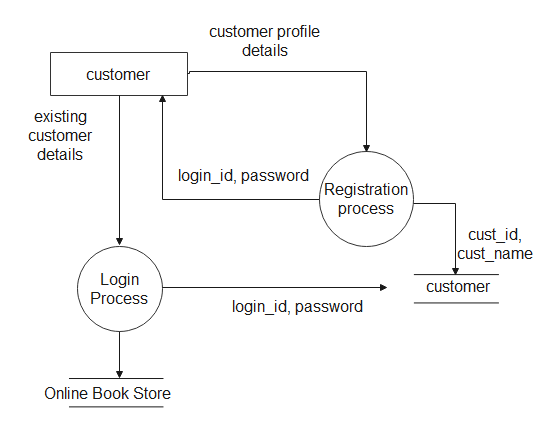 customer profile
details
customer
existing
customer
details
login_id, password
Registration
process
cust_id,
cust_name
Login
Process
customer
login_id, password
Online Book Store